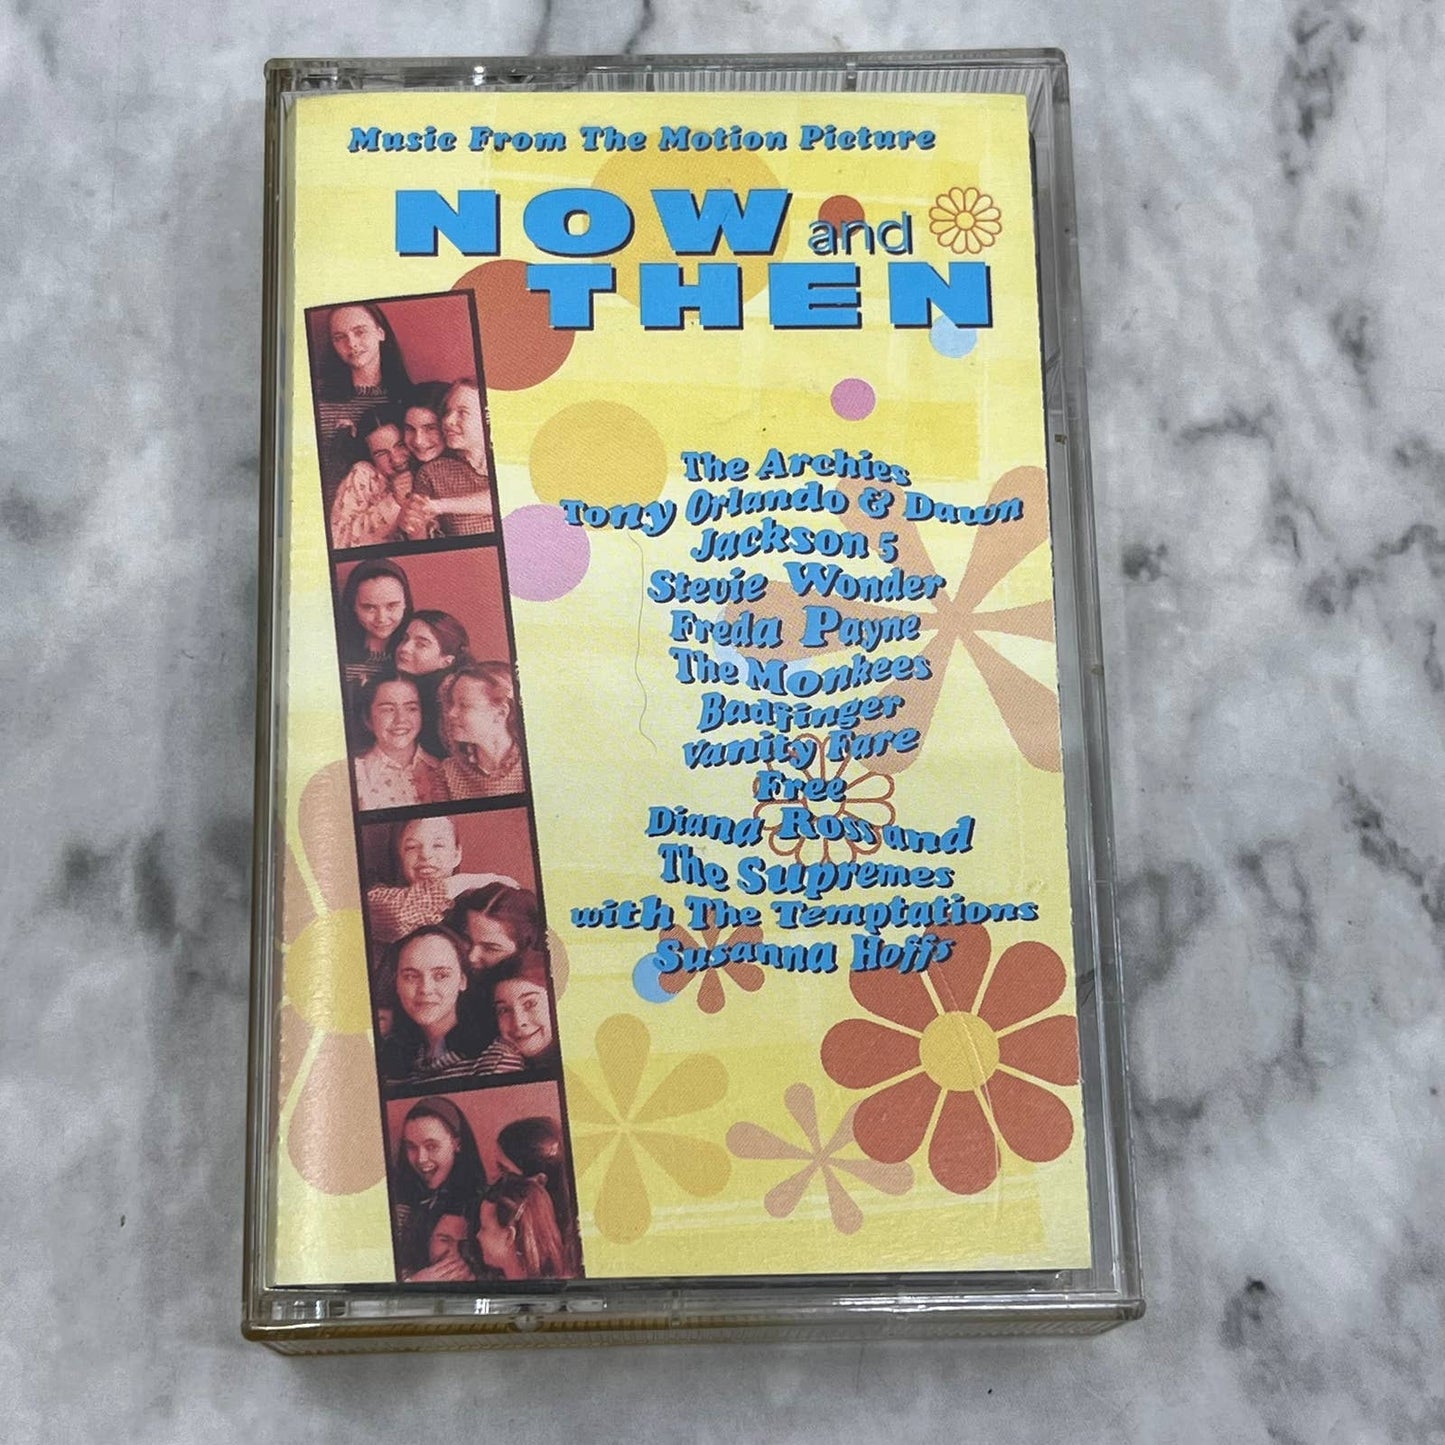 Music From The Motion Picture
NOW and
THEN
The Archies
Tony Orlando & Dawn
Jackson 5
Stevie Wonder
Freda Payne
The Monkees
Badfinger
Vanity Fare
Free
Diana Ross and
The Supremes
with The Temptations
Susanna Hoffs